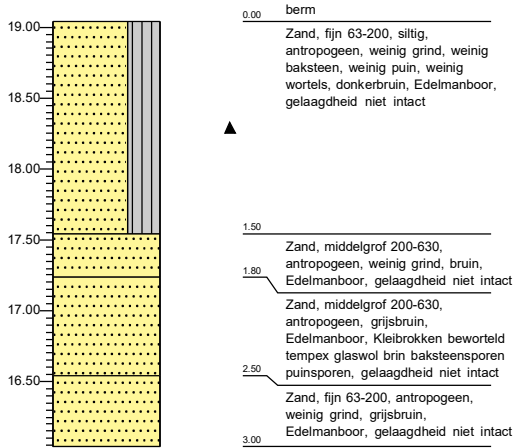 berm
0.00
19.00
Zand, fijn 63-200, siltig,
antropogeen, weinig grind, weinig
baksteen, weinig puin, weinig
wortels, donkerbruin, Edelmanboor,
gelaagdheid niet intact
18.50
18.00
1.50
17.50
Zand, middelgrof 200-630,
antropogeen, weinig grind, bruin,
Edelmanboor, gelaagdheid niet intact
1.80
17.00
Zand, middelgrof 200-630,
antropogeen, grijsbruin,
Edelmanboor, Kleibrokken beworteld
tempex glaswol brin baksteensporen
puinsporen, gelaagdheid niet intact
2.50
16.50
Zand, fijn 63-200, antropogeen,
weinig grind, grijsbruin,
Edelmanboor, gelaagdheid niet intact
3.00